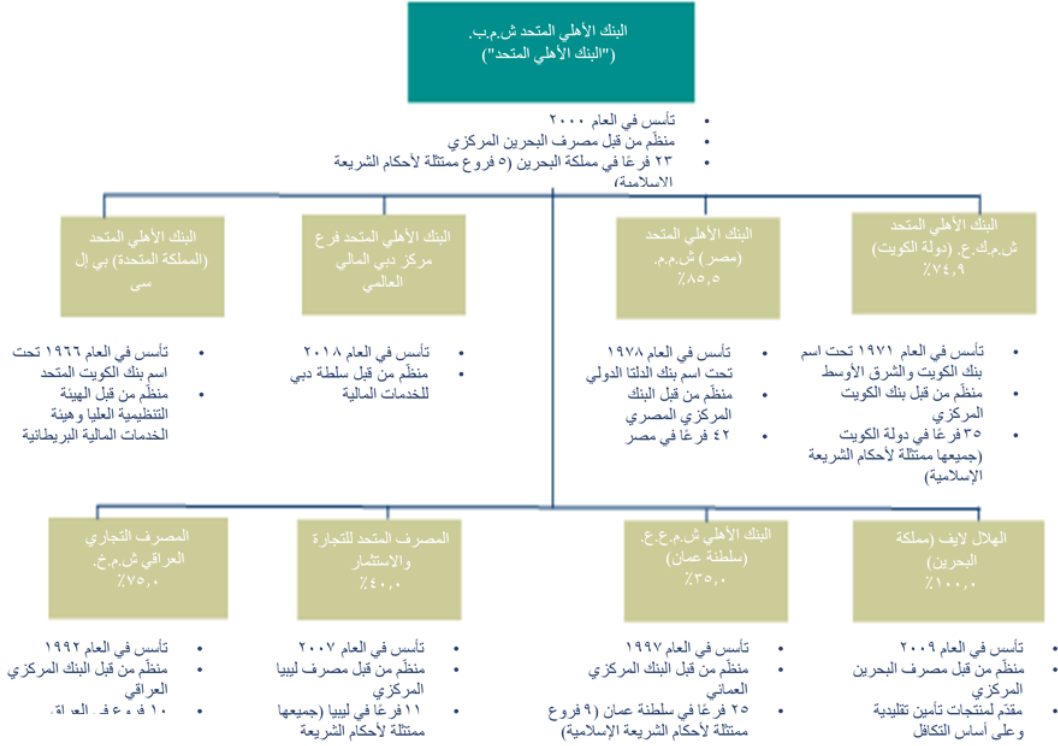 البنك الأهلي المتحد ش.م.ب.
("البنك الأهلي المتحد")
• تأسس في العام ٢٠٠٠
• منظّم من قبل مصرف البحرين المركزي
• ٢٣ فرعًا في مملكة البحرين (٥ فروع ممتثلة لأحكام الشريعة
الإسلامية)
البنك الأهلي المتحد
ش.م.ك.ع. (دولة الكويت)
٧٤,٩٪
• تأسس في العام ١٩٧١ تحت اسم
بنك الكويت والشرق الأوسط
• منظّم من قبل بنك الكويت
المركزي
• ٣٥ فرعًا في دولة الكويت
(جميعها ممتثلة لأحكام الشريعة
الإسلامية)
البنك الأهلي المتحد
(مصر) ش.م.م.
٨٥,٥٪
• تأسس في العام ١٩٧٨
تحت اسم بنك الدلتا الدولي
• منظّم من قبل البنك
المركزي المصري
• ٤٢ فرعًا في مصر
البنك الأهلي المتحد فرع
مركز دبي المالي
العالمي
• تأسس في العام ٢٠١٨
• منظّم من قبل سلطة دبي
للخدمات المالية
البنك الأهلي المتحد
(المملكة المتحدة) بي إل
سى
• تأسس في العام ١٩٦٦ تحت
اسم بنك الكويت المتحد
• منظّم من قبل الهيئة
التنظيمية العليا وهيئة
الخدمات المالية البريطانية
الهلال لايف (مملكة
البحرين)
١٠٠,٠٪
• تأسس في العام ٢٠٠٩
• منظّم من قبل مصرف البحرين
المركزي
• مقدّم لمنتجات تأمين تقليدية
وعلى أساس التكافل
البنك الأهلي ش.م.ع.ع.
(سلطنة عمان)
٣٥,٠٪
• تأسس في العام ١٩٩٧
• منظّم من قبل البنك المركزي
العماني
• ٢٥ فرعًا في سلطنة عمان (٩ فروع
ممتثلة لأحكام الشريعة الإسلامية)
المصرف المتحد للتجارة
والاستثمار
٤٠,٠٪
• تأسس في العام ٢٠٠٧
• منظّم من قبل مصرف ليبيا
المركزي
• ١١ فرعًا في ليبيا (جميعها
ممتثلة لأحكام الشريعة
المصرف التجاري
العراقي ش.م.خ.
٧٥,٠٪
• تأسس في العام ١٩٩٢
• منظّم من قبل البنك المركزي
العراقي
• ١٠ فروع في العراق